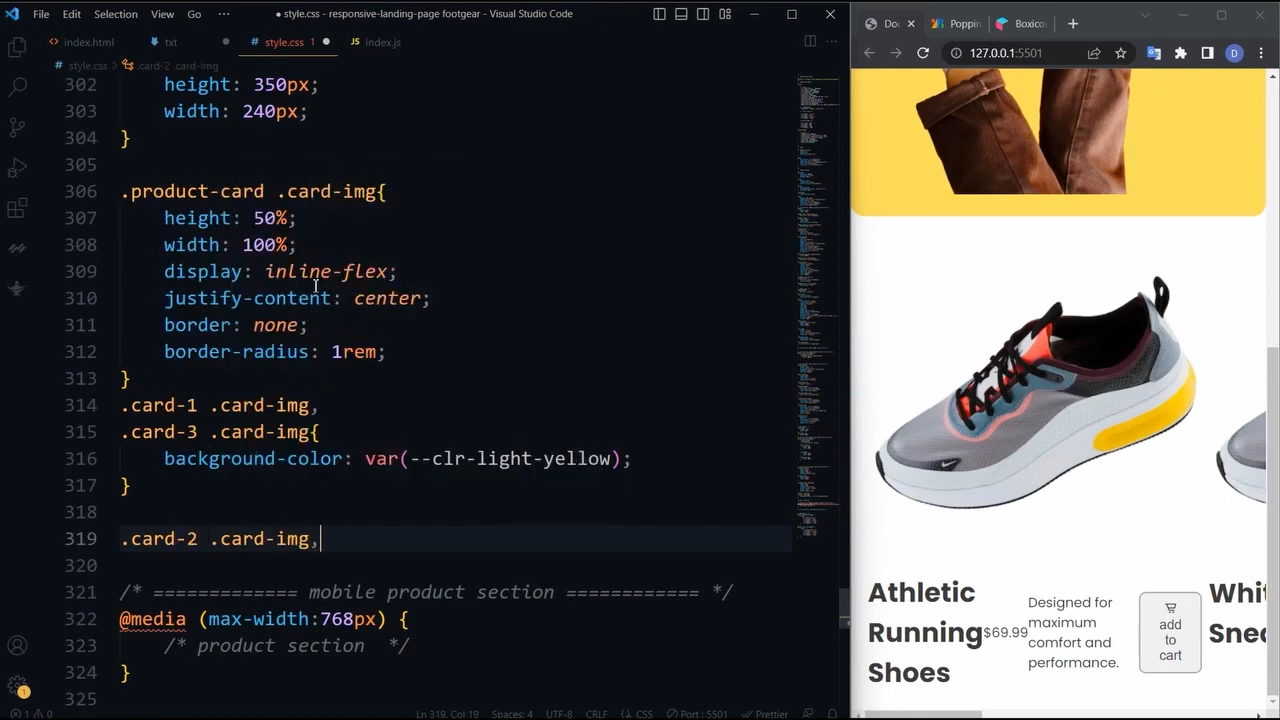 File Edit Selection View Go ··· ● style.css - responsive-landing-page footgear - Visual Studio Code
index.html txt style.css 1 index.js
style.css > .card-2 .card-img
302 height: 350px;
303 width: 240px;
304 }
305
306 .product-card .card-img{
307 height: 50%;
308 width: 100%;
309 display: inline-flex;
310 justify-content: center;
311 border: none;
312 border-radius: 1rem;
313 }
314 .card-1 .card-img,
315 .card-3 .card-img{
316 background-color: var(--clr-light-yellow);
317 }
318
319 .card-2 .card-img,
320
321 /* ============= mobile product section ============ */
322 @media (max-width:768px) {
323 /* product section */
324 }
325
1 0 Ln 319, Col 19 Spaces: 4 UTF-8 CRLF CSS Port : 5501 Prettier
1
Do Poppin Boxico
127.0.0.1:5501 D
Athletic
Running
Shoes
$69.99
Designed for
maximum
comfort and
performance.
add
to
cart